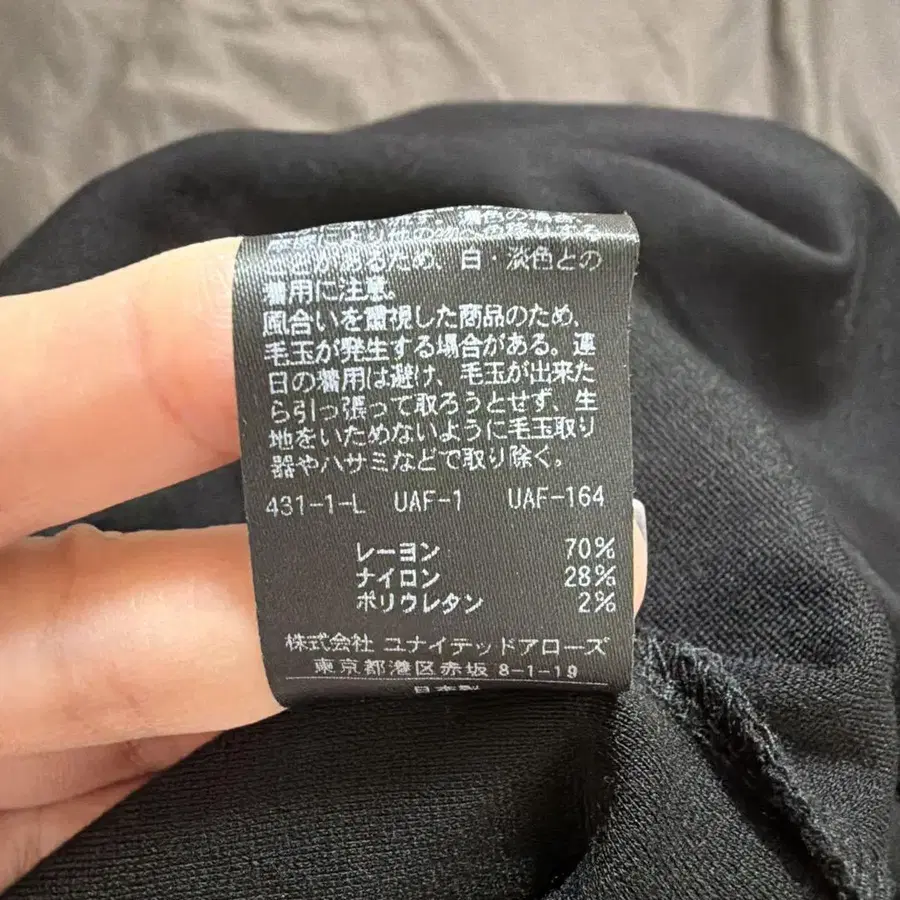 濃色の場合、
ことがあるため、白・淡色との
着用に注意。
風合いを重視した商品のため、
毛玉が発生する場合がある。連
日の着用は避け、毛玉が出来た
ら引っ張って取ろうとせず、生
地をいためないように毛玉取り
器やハサミなどで取り除く。
431-1-L UAF-1 UAF-164
レーヨン 70%
ナイロン 28%
ポリウレタン 2%
株式会社 ユナイテッドアローズ
東京都港区赤坂 8-1-19
日本製